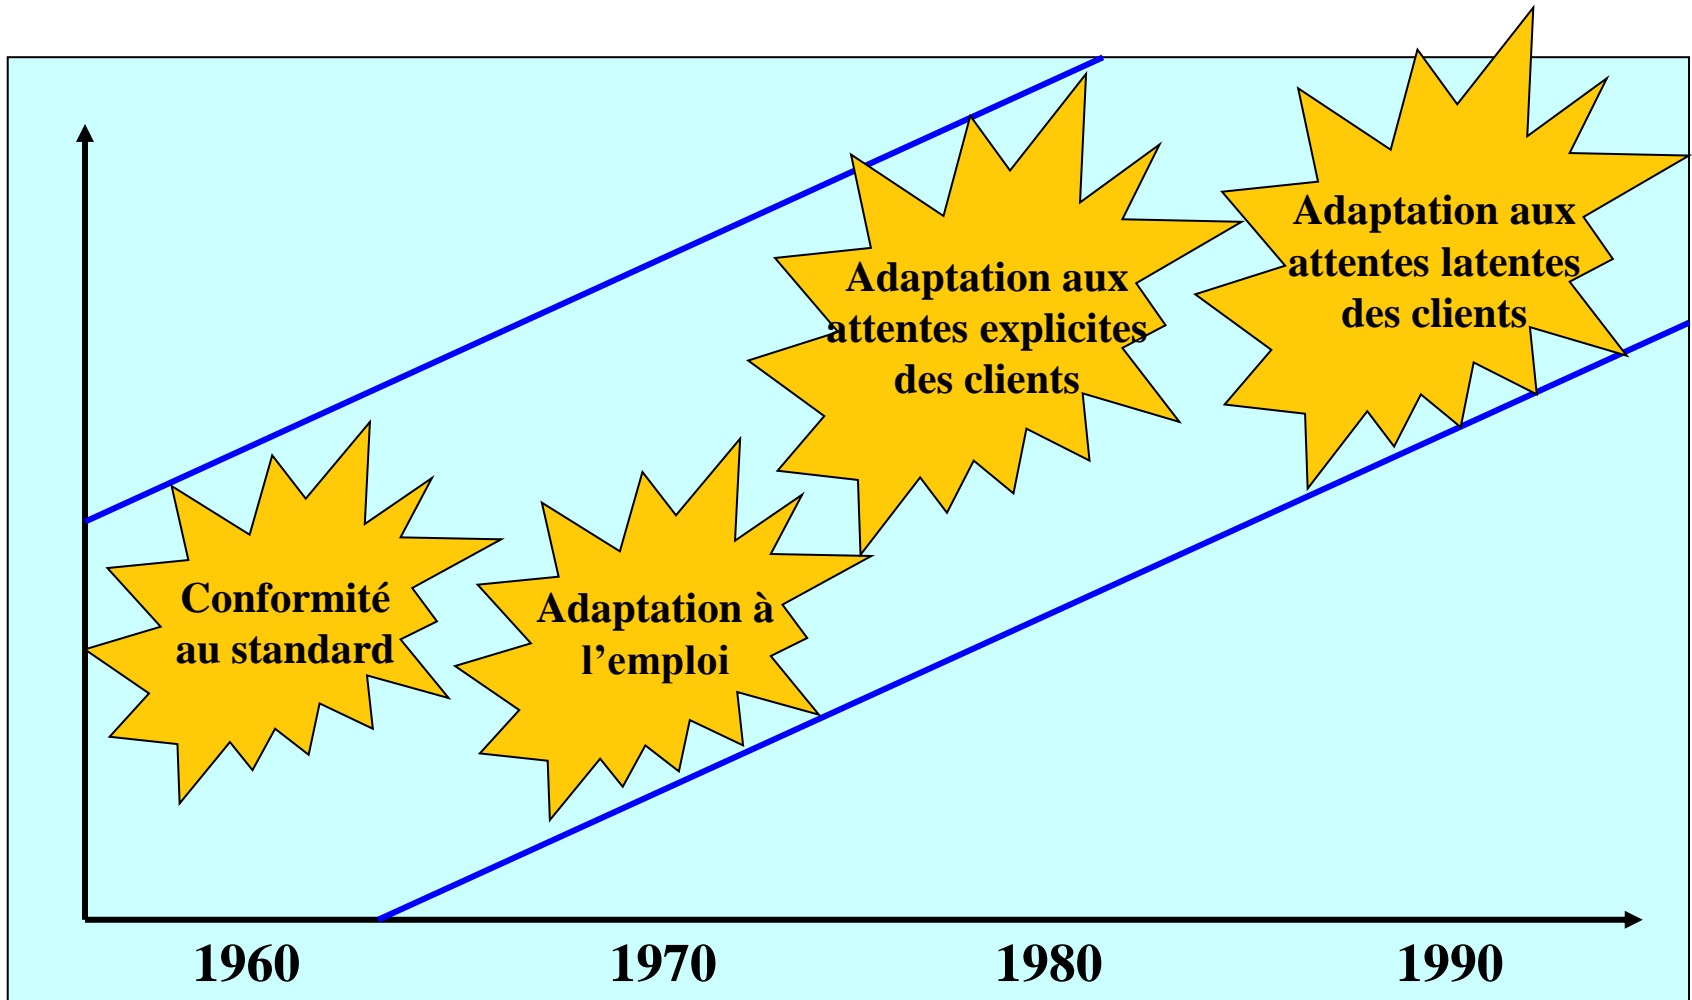 Conformité
au standard
Adaptation à
l’emploi
Adaptation aux
attentes explicites
des clients
Adaptation aux
attentes latentes
des clients
1960
1970
1980
1990